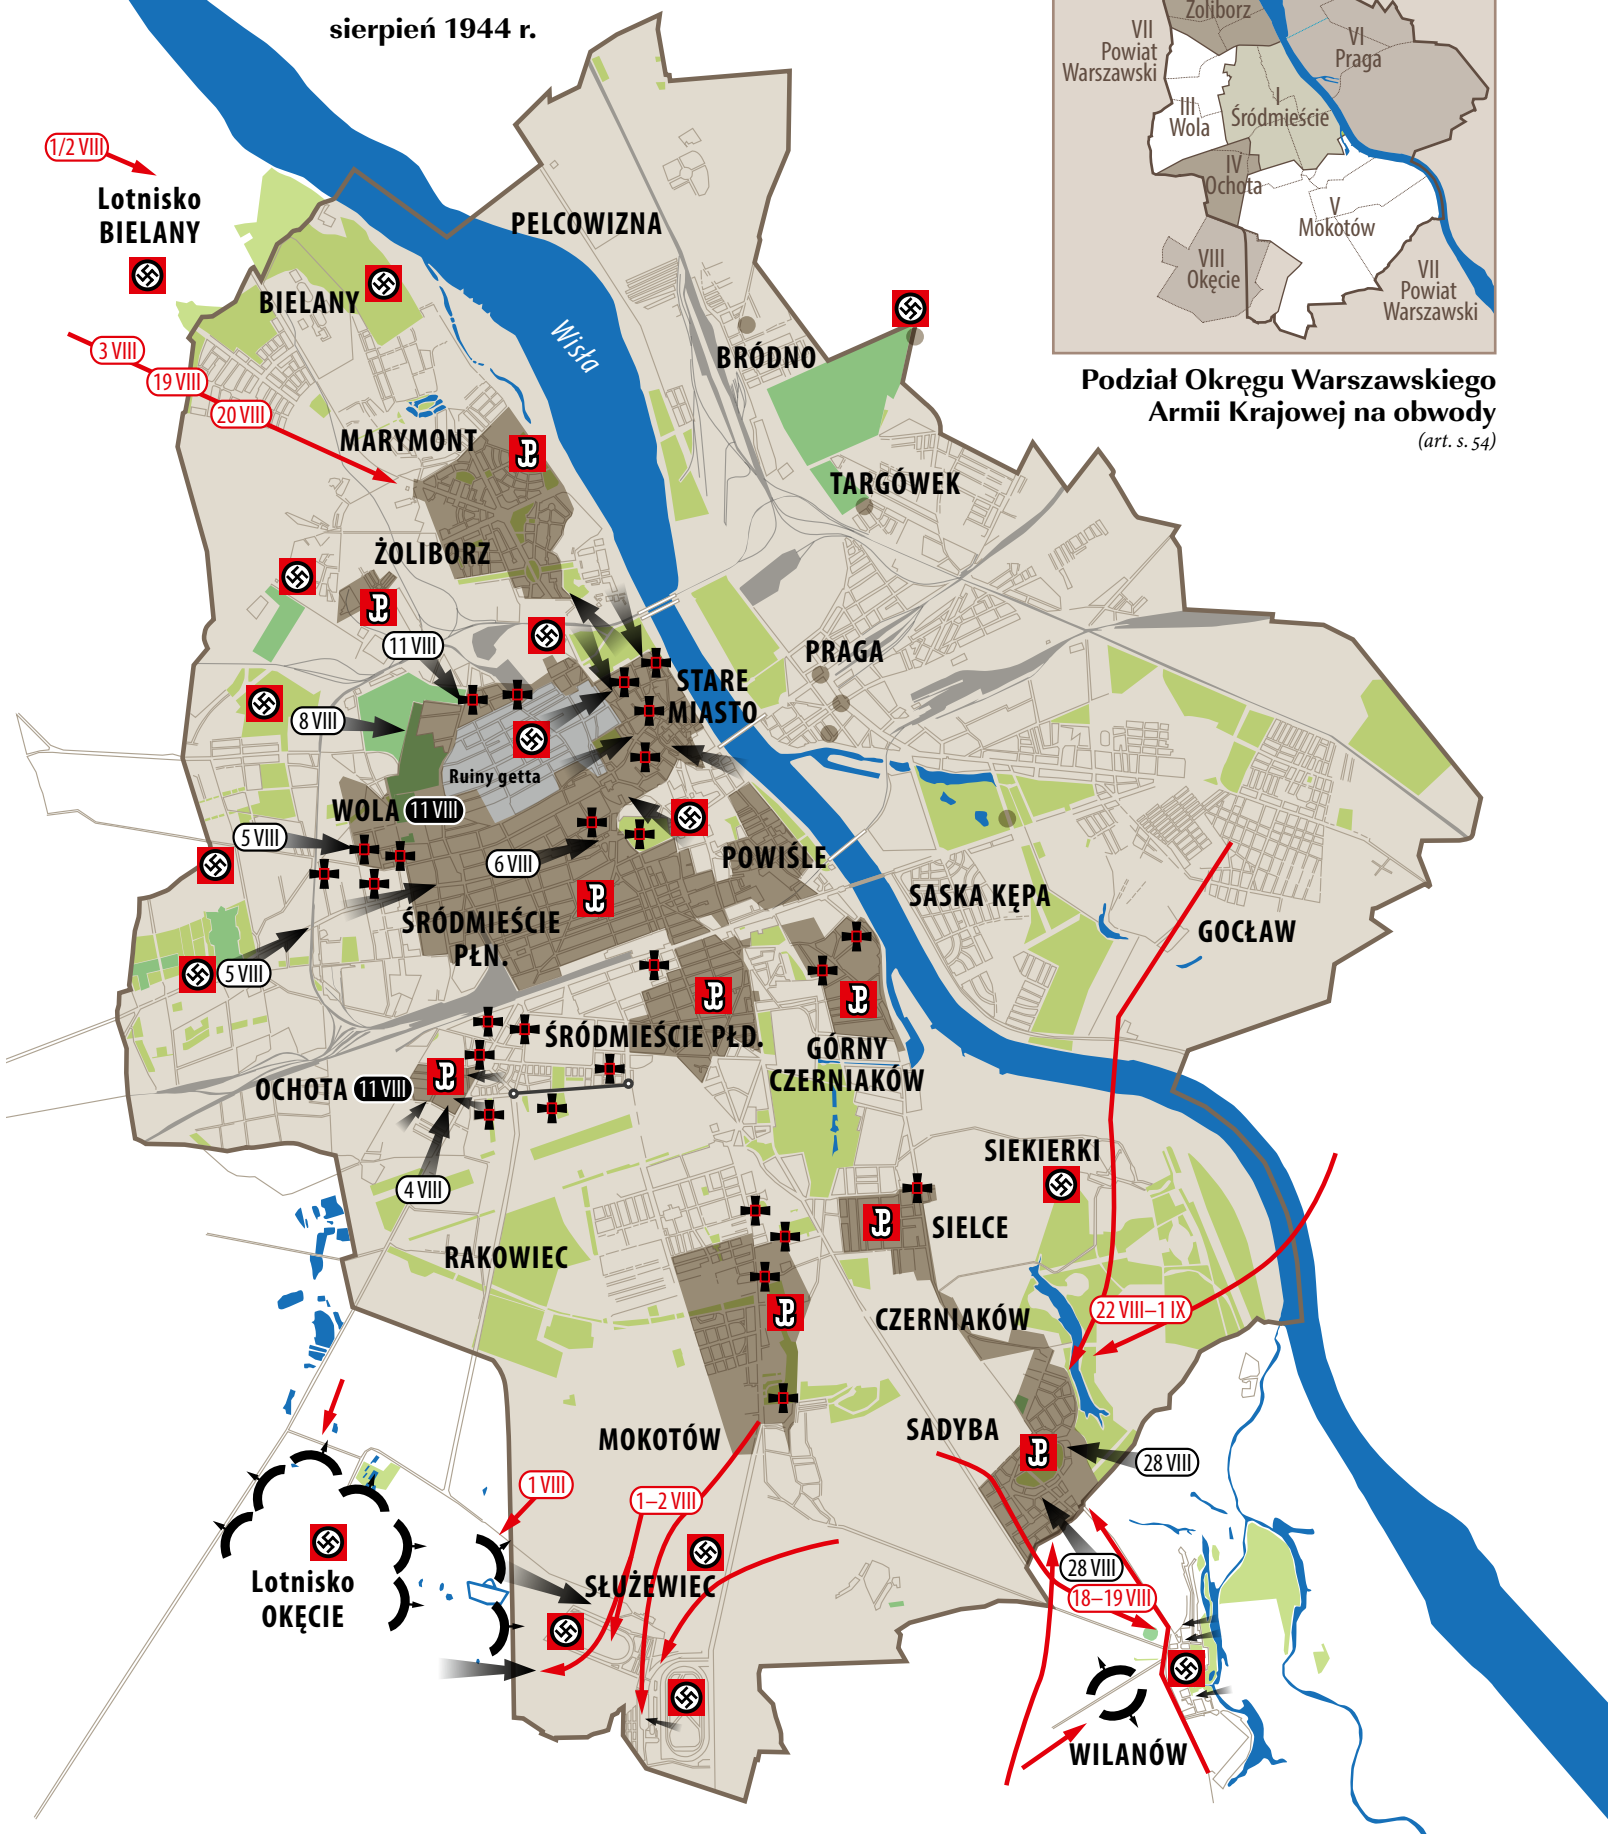 sierpień 1944 r.
Żoliborz
VII
Powiat
Warszawski
VI
Praga
III
Wola
I
Śródmieście
IV
Ochota
V
Mokotów
VIII
Okęcie
VII
Powiat
Warszawski
Podział Okręgu Warszawskiego
Armii Krajowej na obwody
(art. s. 54)
1/2 VIII
Lotnisko
BIELANY
PELCOWIZNA
BIELANY
Wisła
3 VIII
19 VIII
20 VIII
BRÓDNO
MARYMONT
TARGÓWEK
ŻOLIBORZ
11 VIII
PRAGA
STARE
MIASTO
8 VIII
Ruiny getta
WOLA 11 VIII
5 VIII
6 VIII
POWIŚLE
SASKA KĘPA
ŚRÓDMIEŚCIE
PŁN.
GOCŁAW
5 VIII
ŚRÓDMIEŚCIE PŁD.
GÓRNY
CZERNIAKÓW
OCHOTA 11 VIII
SIEKIERKI
4 VIII
SIELCE
RAKOWIEC
22 VIII–1 IX
CZERNIAKÓW
MOKOTÓW
SADYBA
28 VIII
1 VIII
1–2 VIII
28 VIII
Lotnisko
OKĘCIE
SŁUŻEWIEC
18–19 VIII
WILANÓW